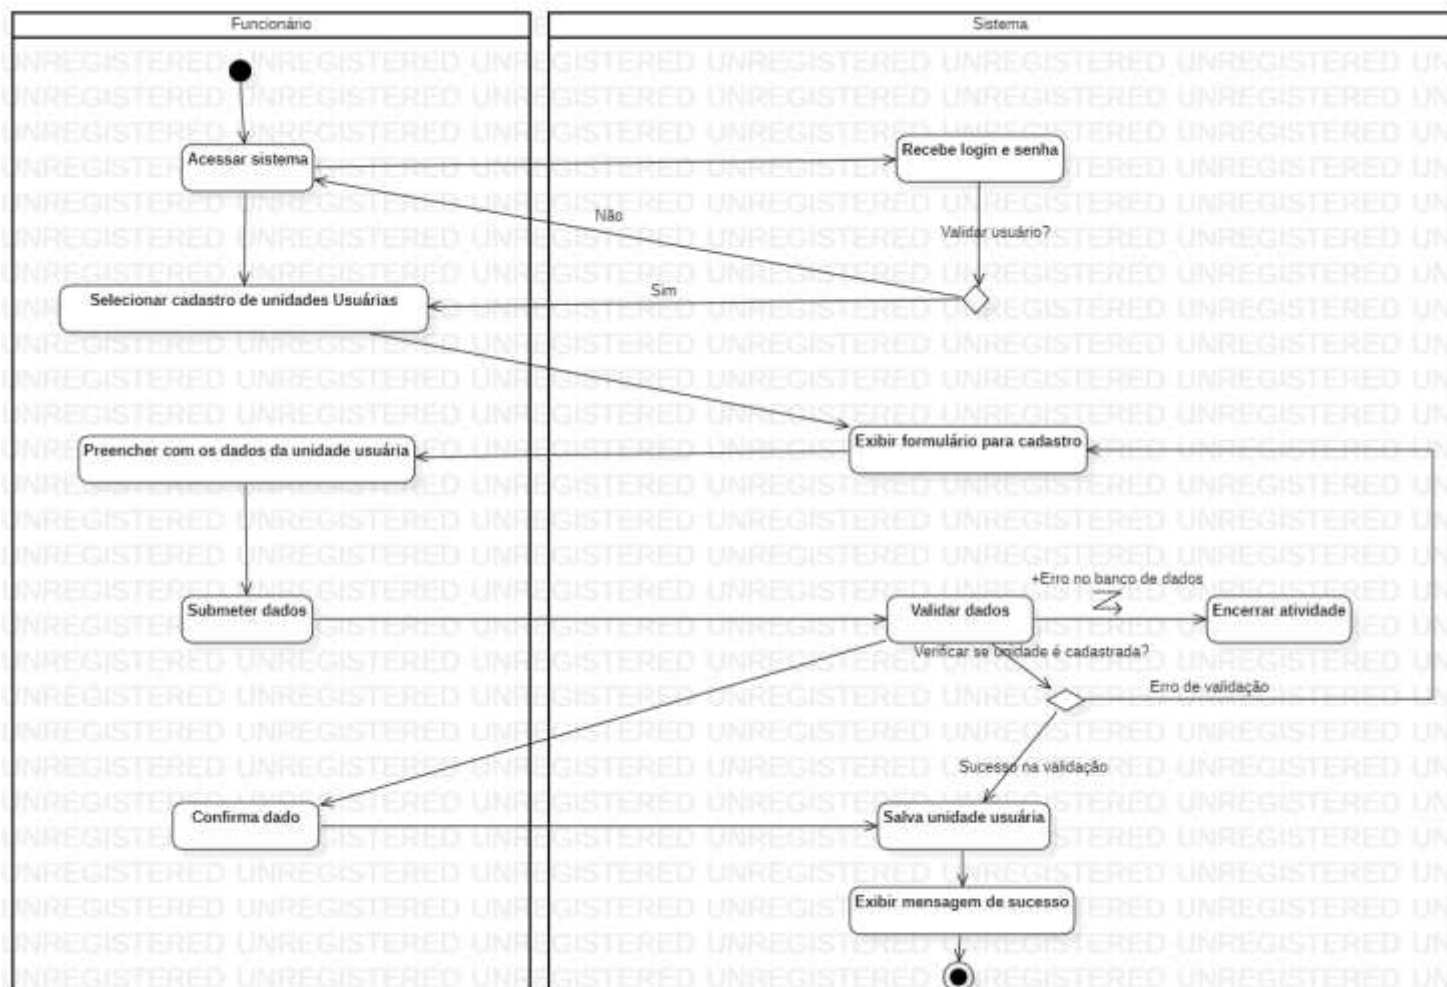 Funcionário
Sistema
Acessar sistema
Recebe login e senha
Não
Validar usuário?
Sim
Selecionar cadastro de unidades Usuárias
Exibir formulário para cadastro
Preencher com os dados da unidade usuária
+Erro no banco de dados
Submeter dados
Validar dados
Encerrar atividade
Verificar se unidade é cadastrada?
Erro de validação
Sucesso na validação
Confirma dado
Salva unidade usuária
Exibir mensagem de sucesso
UNREGISTERED